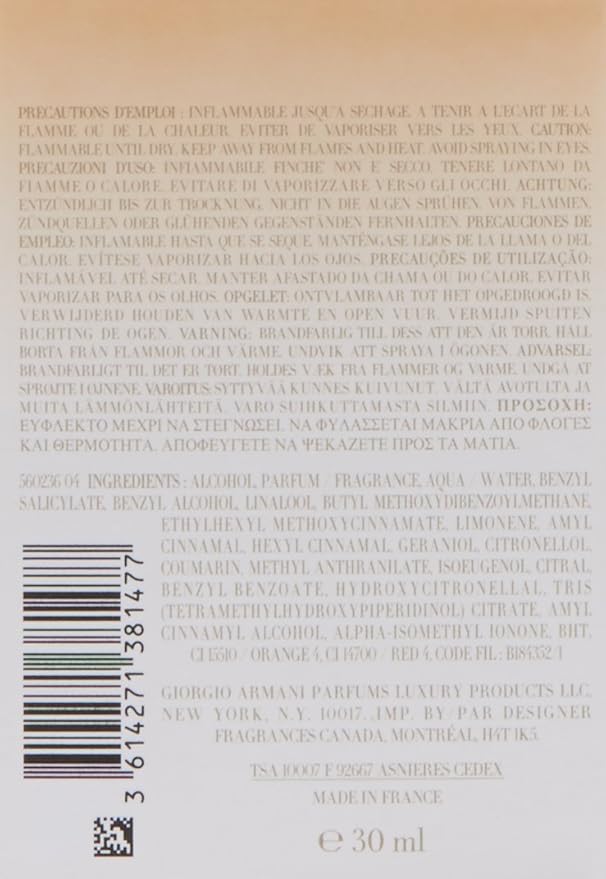 PRECAUTIONS D'EMPLOI : INFLAMMABLE JUSQU'A SECHAGE. A TENIR A L'ECART DE LA
FLAMME OU DE LA CHALEUR. EVITER DE VAPORISER VERS LES YEUX. CAUTION:
FLAMMABLE UNTIL DRY. KEEP AWAY FROM FLAMES AND HEAT. AVOID SPRAYING IN EYES.
PRECAUZIONI D'USO: INFIAMMABILE FINCHE' NON E' SECCO. TENERE LONTANO DA
FIAMME O CALORE. EVITARE DI VAPORIZZARE VERSO GLI OCCHI. ACHTUNG:
ENTZÜNDLICH BIS ZUR TROCKNUNG. NICHT IN DIE AUGEN SPRÜHEN. VON FLAMMEN,
ZÜNDQUELLEN ODER GLÜHENDEN GEGENSTÄNDEN FERNHALTEN. PRECAUCIONES DE
EMPLEO: INFLAMABLE HASTA QUE SE SEQUE. MANTÉNGASE LEJOS DE LA LLAMA O DEL
CALOR. EVÍTESE VAPORIZAR HACIA LOS OJOS. PRECAUÇÕES DE UTILIZAÇÃO:
INFLAMÁVEL ATÉ SECAR. MANTER AFASTADO DA CHAMA OU DO CALOR. EVITAR
VAPORIZAR PARA OS OLHOS. OPGELET: ONTVLAMBAAR TOT HET OPGEDROOGD IS.
VERWIJDERD HOUDEN VAN WARMTE EN OPEN VUUR. VERMIJD SPUITEN
RICHTING DE OGEN. VARNING: BRANDFARLIG TILL DESS ATT DEN ÄR TORR. HÅLL
BORTA FRÅN FLAMMOR OCH VÄRME. UNDVIK ATT SPRAYA I ÖGONEN. ADVARSEL:
BRANDFARLIGT TIL DET ER TØRT. HOLDES VÆK FRA FLAMMER OG VARME. UNDGÅ AT
SPRØJTE I ØJNENE. VAROITUS: SYTTYVÄÄ KUNNES KUIVUNUT. VÄLTÄ AVOTULTA JA
MUITA LÄMMÖNLÄHTEITÄ. VARO SUIHKUTTAMASTA SILMIIN. ΠΡΟΣΟΧΗ:
ΕΥΦΛΕΚΤΟ ΜΕΧΡΙ ΝΑ ΣΤΕΓΝΩΣΕΙ. ΝΑ ΦΥΛΑΣΣΕΤΑΙ ΜΑΚΡΙΑ ΑΠΟ ΦΛΟΓΕΣ
ΚΑΙ ΘΕΡΜΟΤΗΤΑ. ΑΠΟΦΕΥΓΕΤΕ ΝΑ ΨΕΚΑΖΕΤΕ ΠΡΟΣ ΤΑ ΜΑΤΙΑ.
560236 04 INGREDIENTS : ALCOHOL, PARFUM / FRAGRANCE, AQUA / WATER, BENZYL
SALICYLATE, BENZYL ALCOHOL, LINALOOL, BUTYL METHOXYDIBENZOYLMETHANE,
ETHYLHEXYL METHOXYCINNAMATE, LIMONENE, AMYL
CINNAMAL, HEXYL CINNAMAL, GERANIOL, CITRONELLOL,
COUMARIN, METHYL ANTHRANILATE, ISOEUGENOL, CITRAL,
BENZYL BENZOATE, HYDROXYCITRONELLAL, TRIS
(TETRAMETHYLHYDROXYPIPERIDINOL) CITRATE, AMYL
CINNAMYL ALCOHOL, ALPHA-ISOMETHYL IONONE, BHT,
CI 15510 / ORANGE 4, CI 14700 / RED 4, CODE FIL : B184352/1
GIORGIO ARMANI PARFUMS LUXURY PRODUCTS LLC,
NEW YORK, N.Y. 10017. IMP. BY/PAR DESIGNER
FRAGRANCES CANADA, MONTRÉAL, H4T 1K5.
TSA 10007 F 92667 ASNIERES CEDEX
MADE IN FRANCE
℮ 30 ml
3 614271 381477